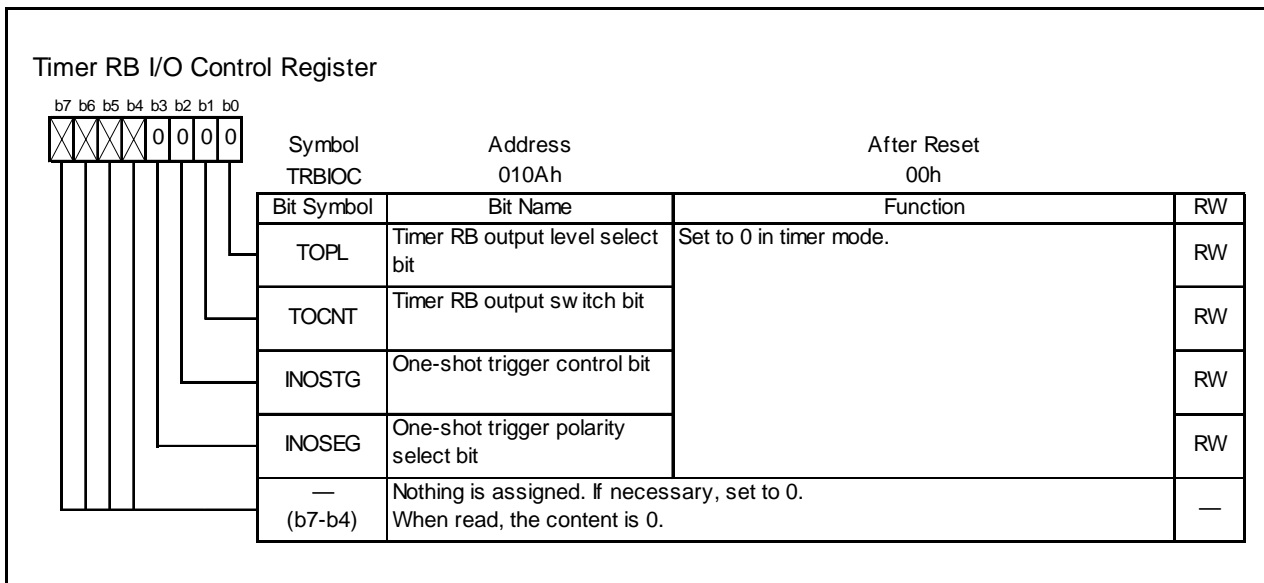 Timer RB I/O Control Register
b7 b6 b5 b4 b3 b2 b1 b0
0 0 0 0
Symbol Address After Reset
TRBIOC 010Ah 00h
Bit Symbol Bit Name Function RW
TOPL Timer RB output level select bit Set to 0 in timer mode. RW
TOCNT Timer RB output switch bit RW
INOSTG One-shot trigger control bit RW
INOSEG One-shot trigger polarity select bit RW
—
(b7-b4)
Nothing is assigned. If necessary, set to 0.
When read, the content is 0.
—